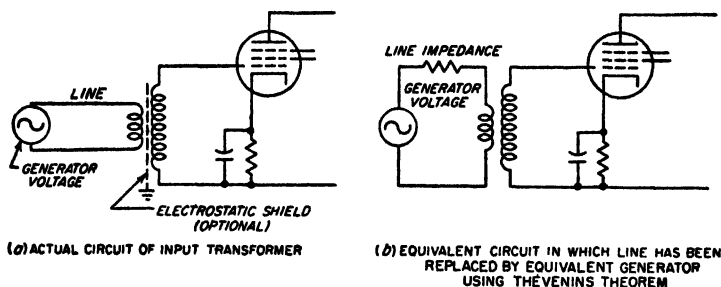 LINE
GENERATOR
VOLTAGE
ELECTROSTATIC SHIELD
(OPTIONAL)
(a) ACTUAL CIRCUIT OF INPUT TRANSFORMER
LINE IMPEDANCE
GENERATOR
VOLTAGE
(b) EQUIVALENT CIRCUIT IN WHICH LINE HAS BEEN
REPLACED BY EQUIVALENT GENERATOR
USING THÉVENINS THEOREM